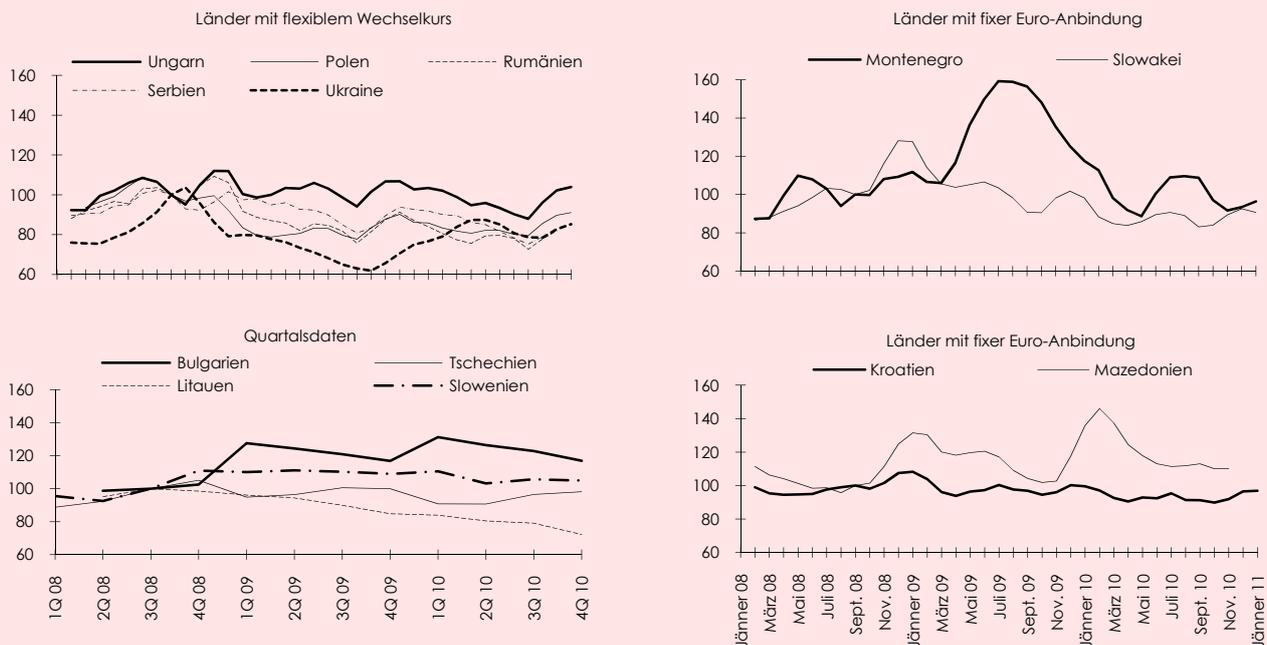 Länder mit flexiblem Wechselkurs
Ungarn Polen Rumänien
Serbien Ukraine
160
140
120
100
80
60
Länder mit fixer Euro-Anbindung
Montenegro Slowakei
160
140
120
100
80
60
Quartalsdaten
Bulgarien Tschechien
Litauen Slowenien
160
140
120
100
80
60
1Q 08
2Q 08
3Q 08
4Q 08
1Q 09
2Q 09
3Q 09
4Q 09
1Q 10
2Q 10
3Q 10
4Q 10
Länder mit fixer Euro-Anbindung
Kroatien Mazedonien
160
140
120
100
80
60
Jänner 08
März 08
Mai 08
Juli 08
Sept. 08
Nov. 08
Jänner 09
März 09
Mai 09
Juli 09
Sept. 09
Nov. 09
Jänner 10
März 10
Mai 10
Juli 10
Sept. 10
Nov. 10
Jänner 11